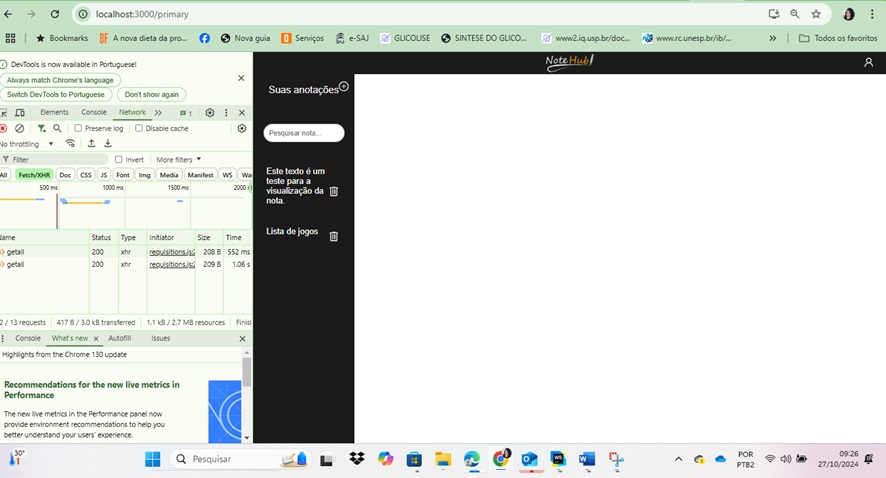 localhost:3000/primary
Bookmarks
A nova dieta da pro...
Nova guia
Serviços
e-SAJ
GLICOLISE
SINTESE DO GLICO...
www2.iq.usp.br/doc...
www.rc.unesp.br/ib/...
»
Todos os favoritos
DevTools is now available in Portuguese!
Always match Chrome's language
Switch DevTools to Portuguese
Don't show again
Elements Console Network » 1
Preserve log Disable cache
No throttling
Filter Invert More filters
All Fetch/XHR Doc CSS JS Font Img Media Manifest WS
500 ms 1000 ms 1500 ms
Name Status Type Initiator Size Time
getall 200 xhr requisitions.js:2 208 B 552 ms
getall 200 xhr requisitions.js:2 209 B 1.06 s
2 / 13 requests 417 B / 3.0 kB transferred 1.1 kB / 2.7 MB resources
Console What's new Autofill Issues
Highlights from the Chrome 130 update
Recommendations for the new live metrics in
Performance
The new live metrics in the Performance panel now
provide environment recommendations to help you
better understand your users' experience.
NoteHub!
Suas anotações
Pesquisar nota...
Este texto é um
teste para a
visualização da
nota.
Lista de jogos
30°
Pesquisar
POR
PTB2
09:26
27/10/2024